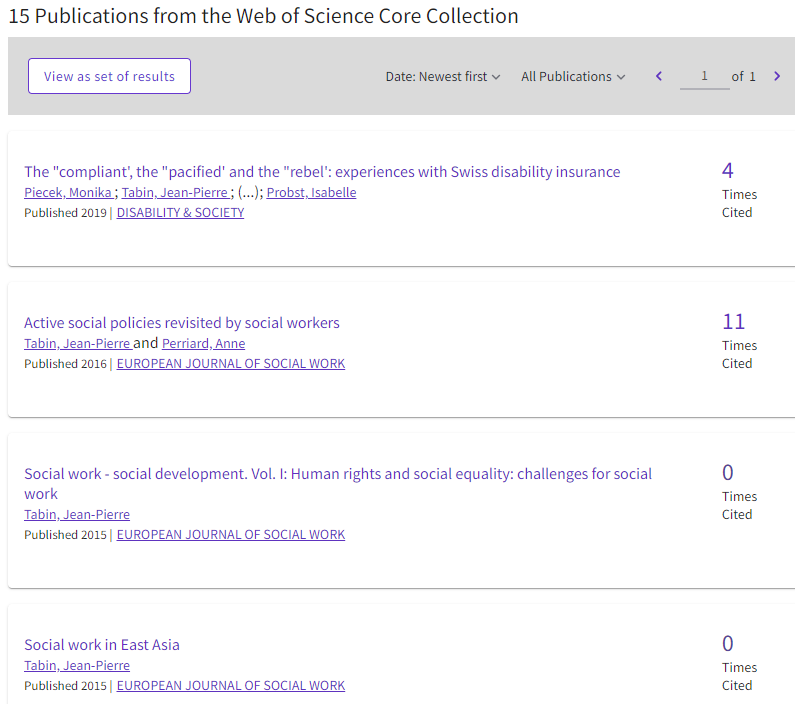 15 Publications from the Web of Science Core Collection
View as set of results Date: Newest first All Publications 1 of 1
The "compliant', the "pacified' and the "rebel': experiences with Swiss disability insurance
Piecek, Monika ; Tabin, Jean-Pierre ; (...); Probst, Isabelle
Published 2019 | DISABILITY & SOCIETY
4
Times
Cited
Active social policies revisited by social workers
Tabin, Jean-Pierre and Perriard, Anne
Published 2016 | EUROPEAN JOURNAL OF SOCIAL WORK
11
Times
Cited
Social work - social development. Vol. I: Human rights and social equality: challenges for social
work
Tabin, Jean-Pierre
Published 2015 | EUROPEAN JOURNAL OF SOCIAL WORK
0
Times
Cited
Social work in East Asia
Tabin, Jean-Pierre
Published 2015 | EUROPEAN JOURNAL OF SOCIAL WORK
0
Times
Cited